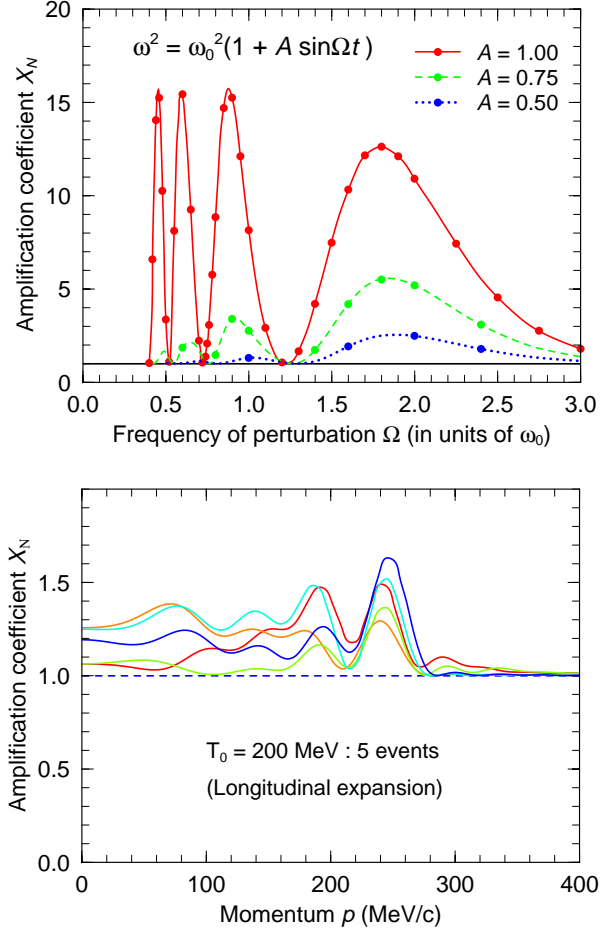 20
15
10
5
0
Amplification coefficient X_N
ω² = ω₀²(1 + A sinΩt)
A = 1.00
A = 0.75
A = 0.50
0.0 0.5 1.0 1.5 2.0 2.5 3.0
Frequency of perturbation Ω (in units of ω₀)
1.5
1.0
0.5
0.0
Amplification coefficient X_N
T₀ = 200 MeV : 5 events
(Longitudinal expansion)
0 100 200 300 400
Momentum p (MeV/c)